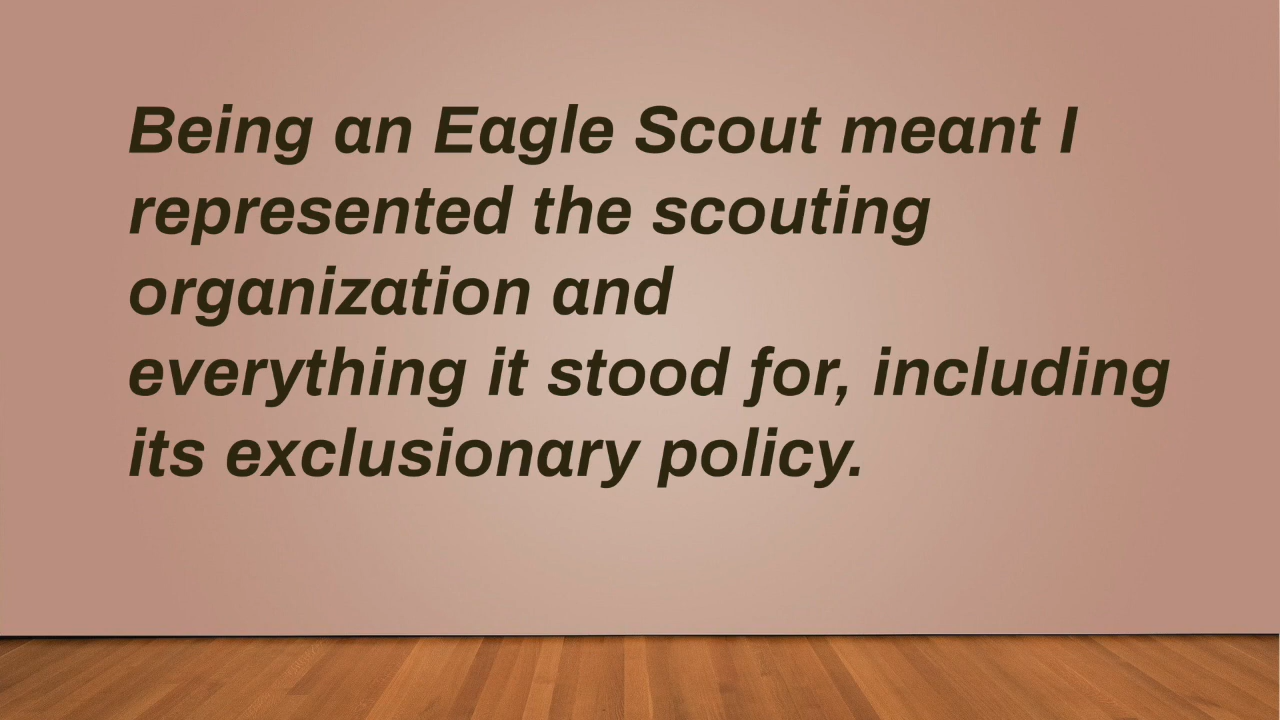 Being an Eagle Scout meant I
represented the scouting
organization and
everything it stood for, including
its exclusionary policy.